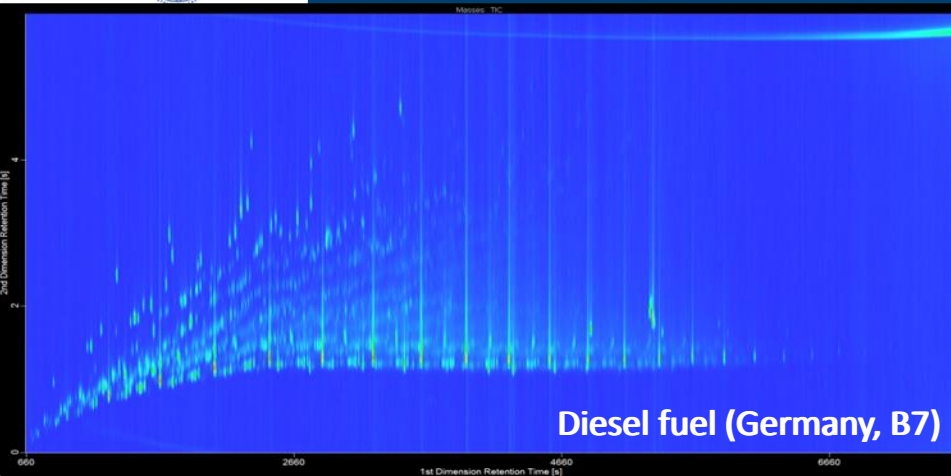 Masses: TIC
4
2
0
2nd Dimension Retention Time [s]
Diesel fuel (Germany, B7)
660
2660
4660
6660
1st Dimension Retention Time [s]